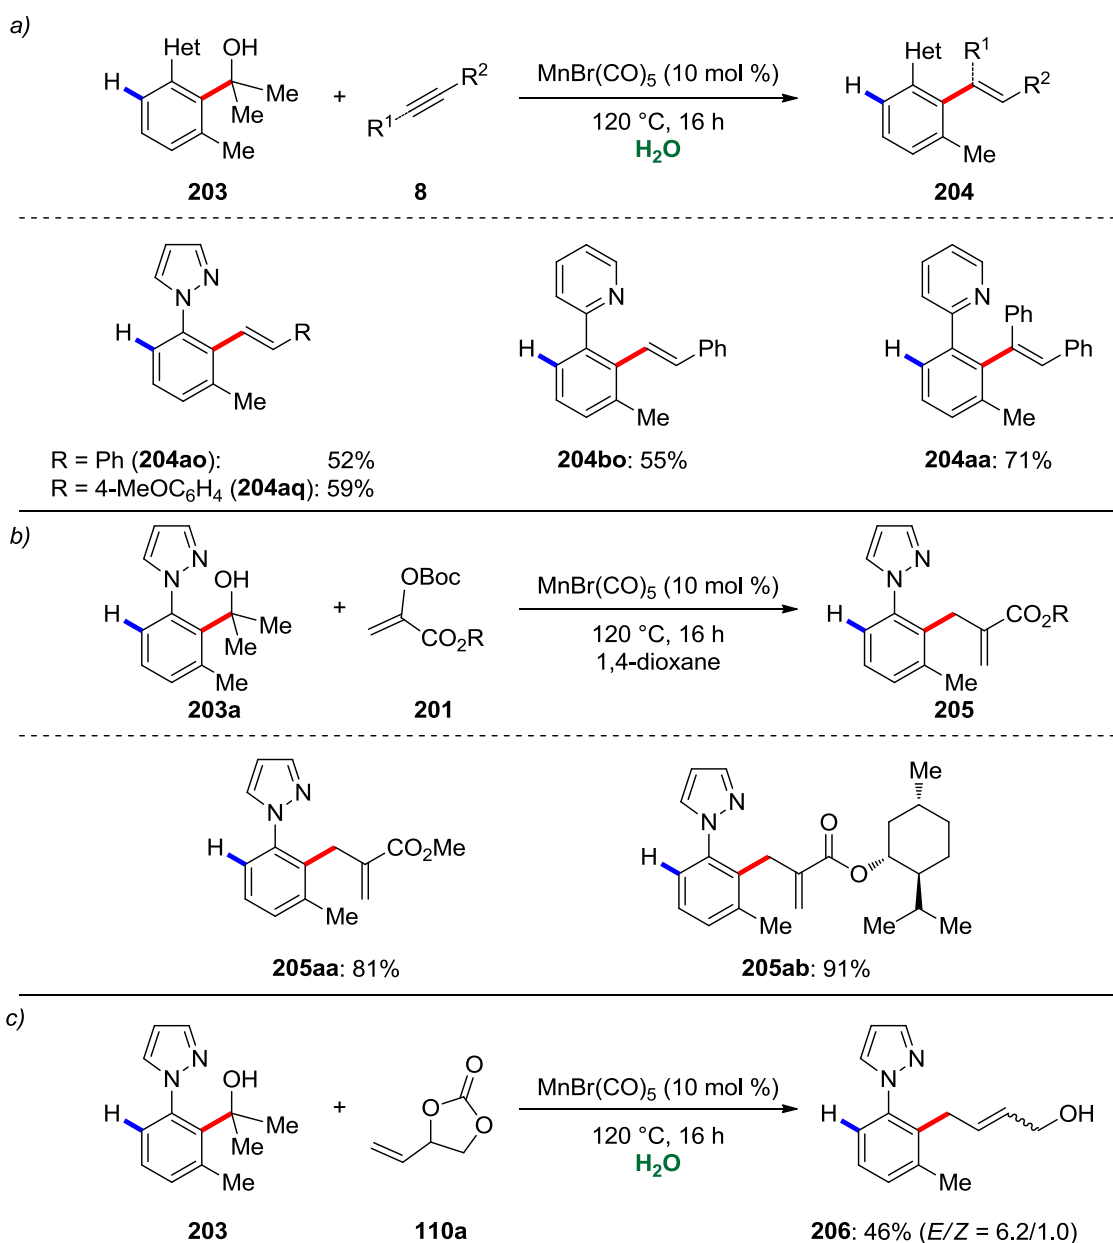 a)
Het OH
H
Me
Me
Me
203
+
R2
R1
8
MnBr(CO)5 (10 mol %)
120 °C, 16 h
H2O
Het R1
H
R2
Me
204
N
N
H
R
Me
R = Ph (204ao): 52%
R = 4-MeOC6H4 (204aq): 59%
N
H
Ph
Me
204bo: 55%
N
Ph
H
Ph
Me
204aa: 71%
b)
N
N OH
H
Me
Me
Me
203a
+
OBoc
CO2R
201
MnBr(CO)5 (10 mol %)
120 °C, 16 h
1,4-dioxane
N
N
H
CO2R
Me
205
N
N
H
CO2Me
Me
205aa: 81%
N
N
H
Me
O
O
Me
Me
Me
205ab: 91%
c)
N
N OH
H
Me
Me
Me
203
+
O
O
O
110a
MnBr(CO)5 (10 mol %)
120 °C, 16 h
H2O
N
N
H
OH
Me
206: 46% (E/Z = 6.2/1.0)